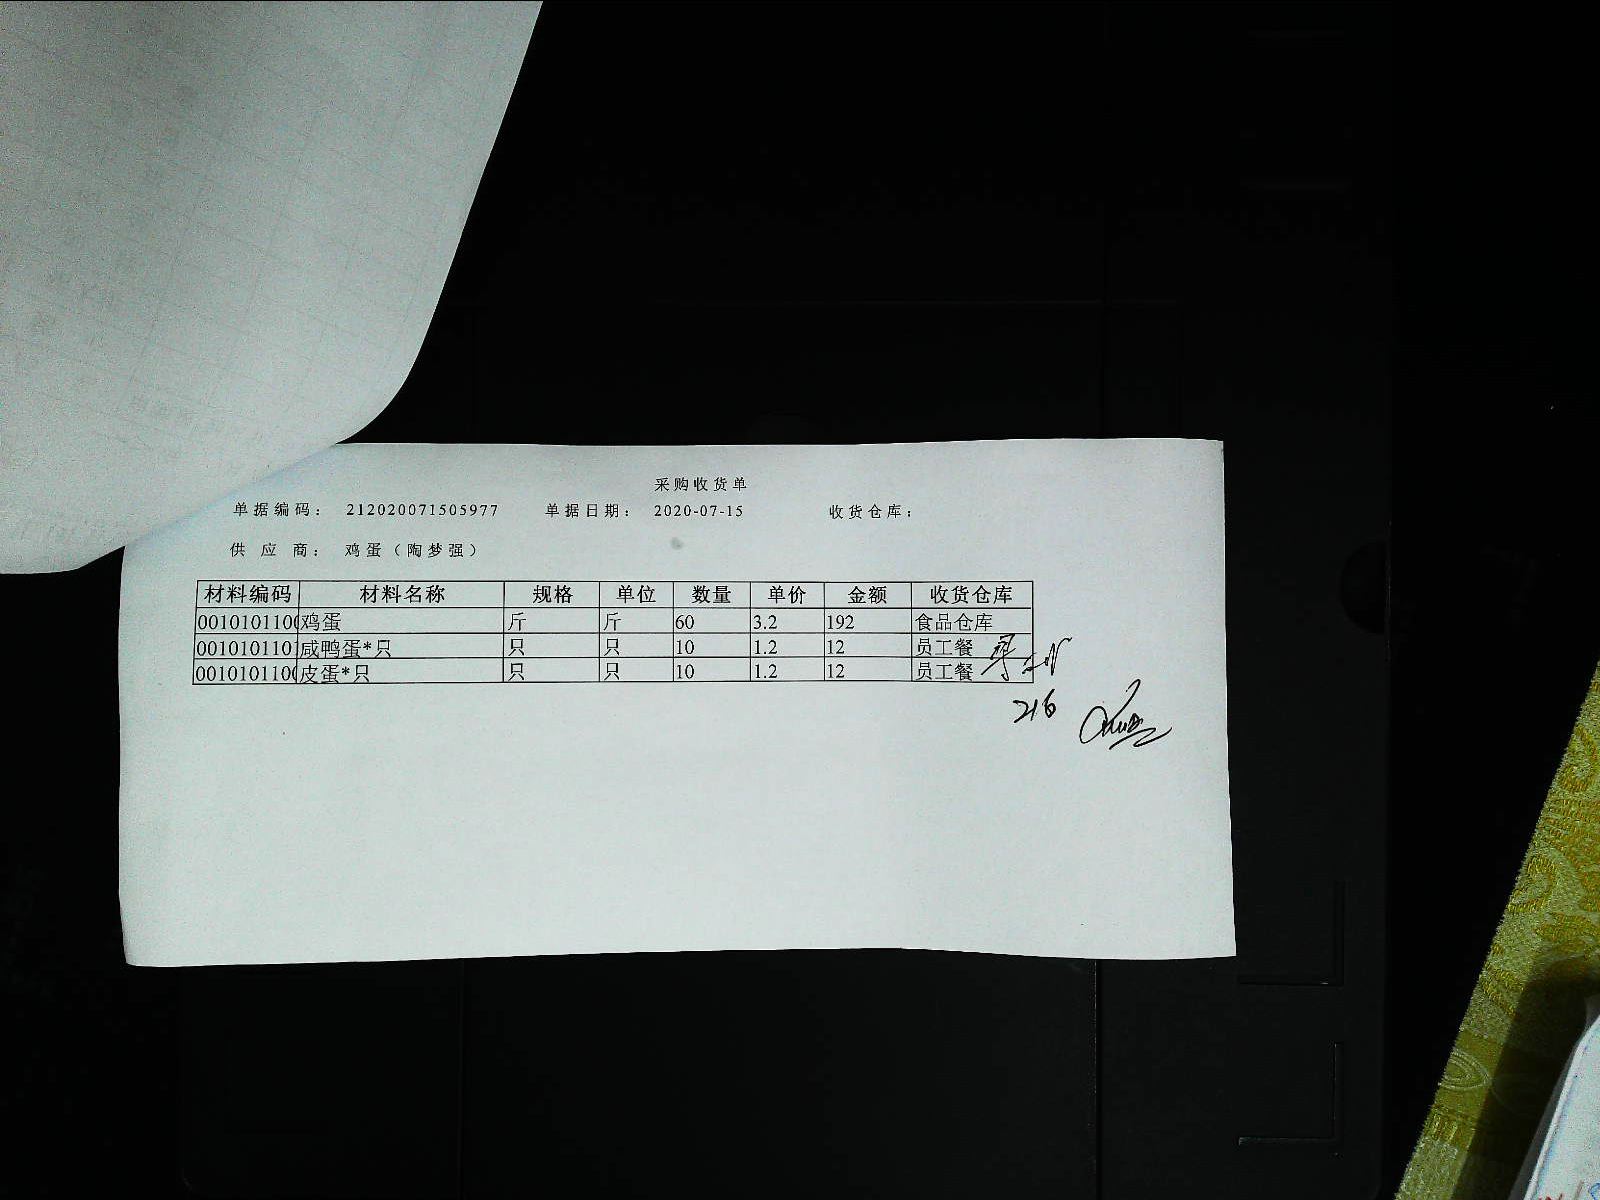 采购收货单
单据编码： 212020071505977 单据日期： 2020-07-15 收货仓库：
供应商： 鸡蛋（陶梦强）
材料编码 材料名称 规格 单位 数量 单价 金额 收货仓库
0010101100 鸡蛋 斤 斤 60 3.2 192 食品仓库
001010110 咸鸭蛋*只 只 只 10 1.2 12 员工餐
001010110 皮蛋*只 只 只 10 1.2 12 员工餐
216